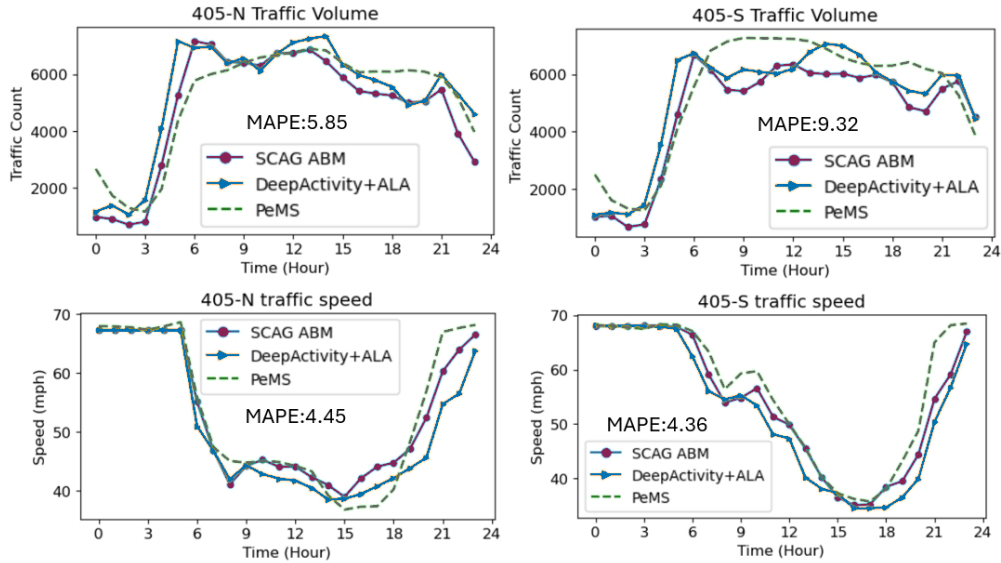 405-N Traffic Volume
Traffic Count
6000
4000
2000
MAPE:5.85
SCAG ABM
DeepActivity+ALA
PeMS
0 3 6 9 12 15 18 21 24
Time (Hour)
405-S Traffic Volume
Traffic Count
6000
4000
2000
MAPE:9.32
SCAG ABM
DeepActivity+ALA
PeMS
0 3 6 9 12 15 18 21 24
Time (Hour)
405-N traffic speed
Speed (mph)
70
60
50
40
SCAG ABM
DeepActivity+ALA
PeMS
MAPE:4.45
0 3 6 9 12 15 18 21 24
Time (Hour)
405-S traffic speed
Speed (mph)
70
60
50
40
MAPE:4.36
SCAG ABM
DeepActivity+ALA
PeMS
0 3 6 9 12 15 18 21 24
Time (Hour)